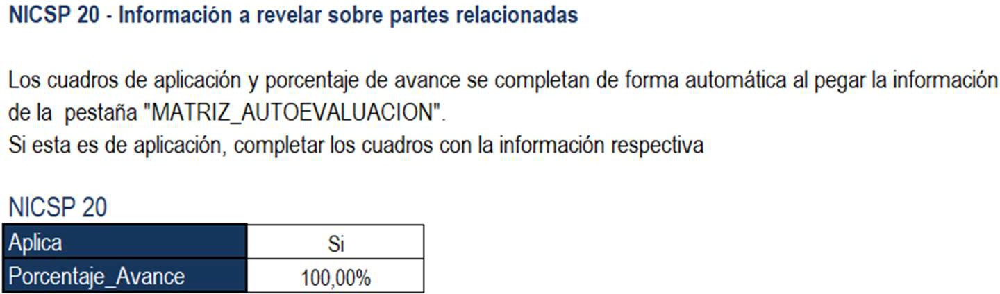 NICSP 20 - Información a revelar sobre partes relacionadas
Los cuadros de aplicación y porcentaje de avance se completan de forma automática al pegar la información
de la  pestaña "MATRIZ_AUTOEVALUACION".
Si esta es de aplicación, completar los cuadros con la información respectiva
NICSP 20
Aplica Si
Porcentaje_Avance 100,00%